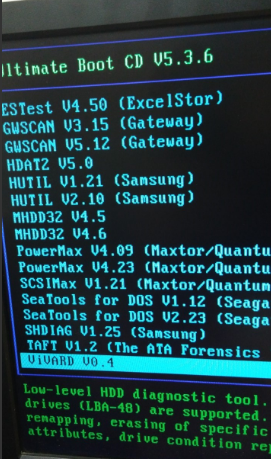 Ultimate Boot CD V5.3.6
ESTest V4.50 (ExcelStor)
GWSCAN V3.15 (Gateway)
GWSCAN V5.12 (Gateway)
HDAT2 V5.0
HUTIL V1.21 (Samsung)
HUTIL V2.10 (Samsung)
MHDD32 V4.5
MHDD32 V4.6
PowerMax V4.09 (Maxtor/Quantu
PowerMax V4.23 (Maxtor/Quantu
SCSIMax V1.21 (Maxtor/Quantum
SeaTools for DOS V1.12 (Seaga
SeaTools for DOS V2.23 (Seaga
SHDIAG V1.25 (Samsung)
TAFT V1.2 (The ATA Forensics
ViVARD V0.4
Low-level HDD diagnostic tool.
drives (LBA-48) are supported.
remapping, erasing of specific
attributes, drive condition rep